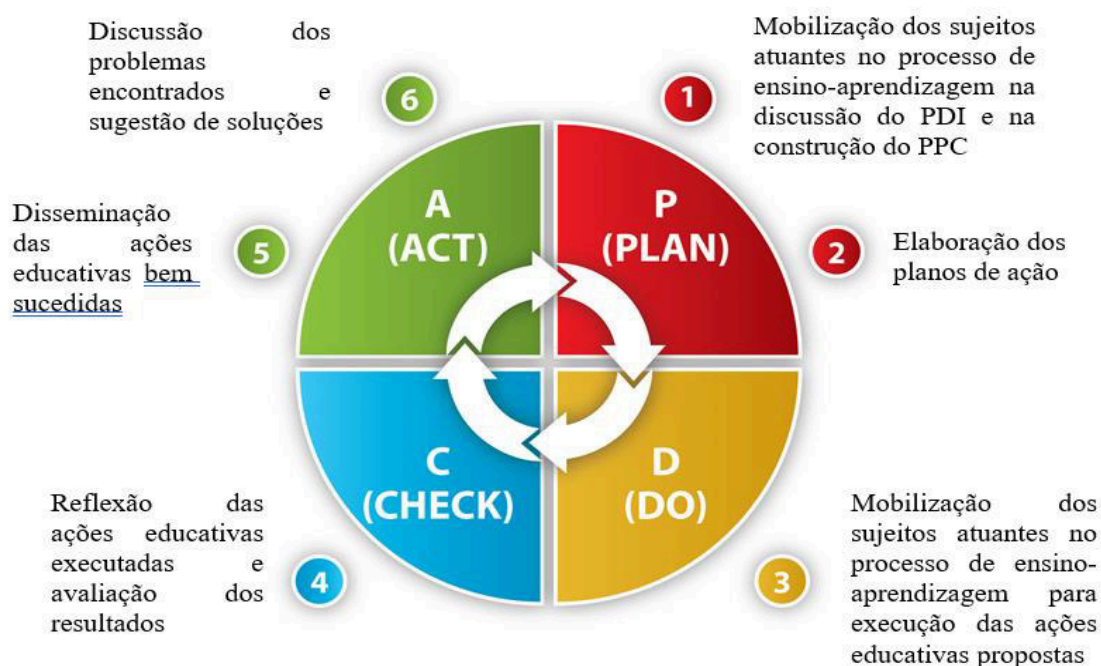 Discussão dos
problemas
encontrados e
sugestão de soluções
6
1
Mobilização dos sujeitos
atuantes no processo de
ensino-aprendizagem na
discussão do PDI e na
construção do PPC
A
(ACT)
P
(PLAN)
Disseminação
das ações
educativas bem
sucedidas
5
2
Elaboração dos
planos de ação
C
(CHECK)
D
(DO)
Reflexão das
ações educativas
executadas e
avaliação dos
resultados
4
3
Mobilização dos
sujeitos atuantes no
processo de ensino-
aprendizagem para
execução das ações
educativas propostas